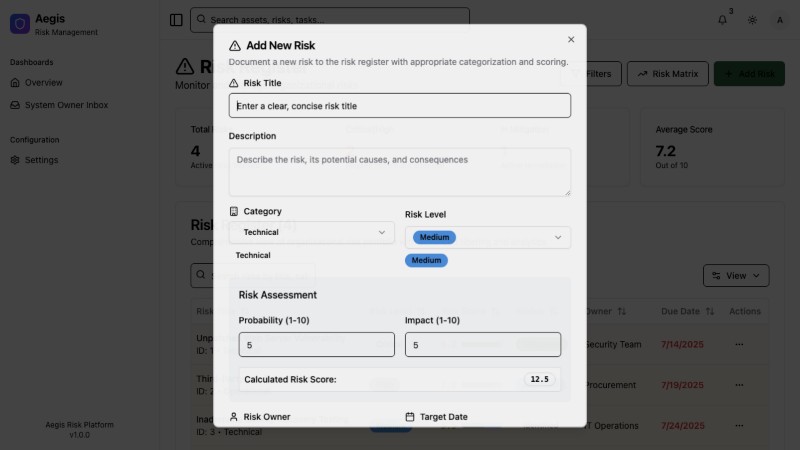 Aegis
Risk Management
Search assets, risks, tasks...
3
A
Dashboards
Overview
System Owner Inbox
Configuration
Settings
Aegis Risk Platform
v1.0.0
Filters
Risk Matrix
Add Risk
Monitor
Total
4
Active
Average Score
7.2
Out of 10
Risk
View
Risk
Owner
Due Date
Actions
ID: 1
Security Team
7/14/2025
ID: 2
Procurement
7/19/2025
ID: 3 • Technical
IT Operations
7/24/2025
Add New Risk
Document a new risk to the risk register with appropriate categorization and scoring.
Risk Title
Enter a clear, concise risk title
Description
Describe the risk, its potential causes, and consequences
Category
Risk Level
Technical
Medium
Technical
Medium
Risk Assessment
Probability (1-10)
Impact (1-10)
5
5
Calculated Risk Score:
12.5
Risk Owner
Target Date